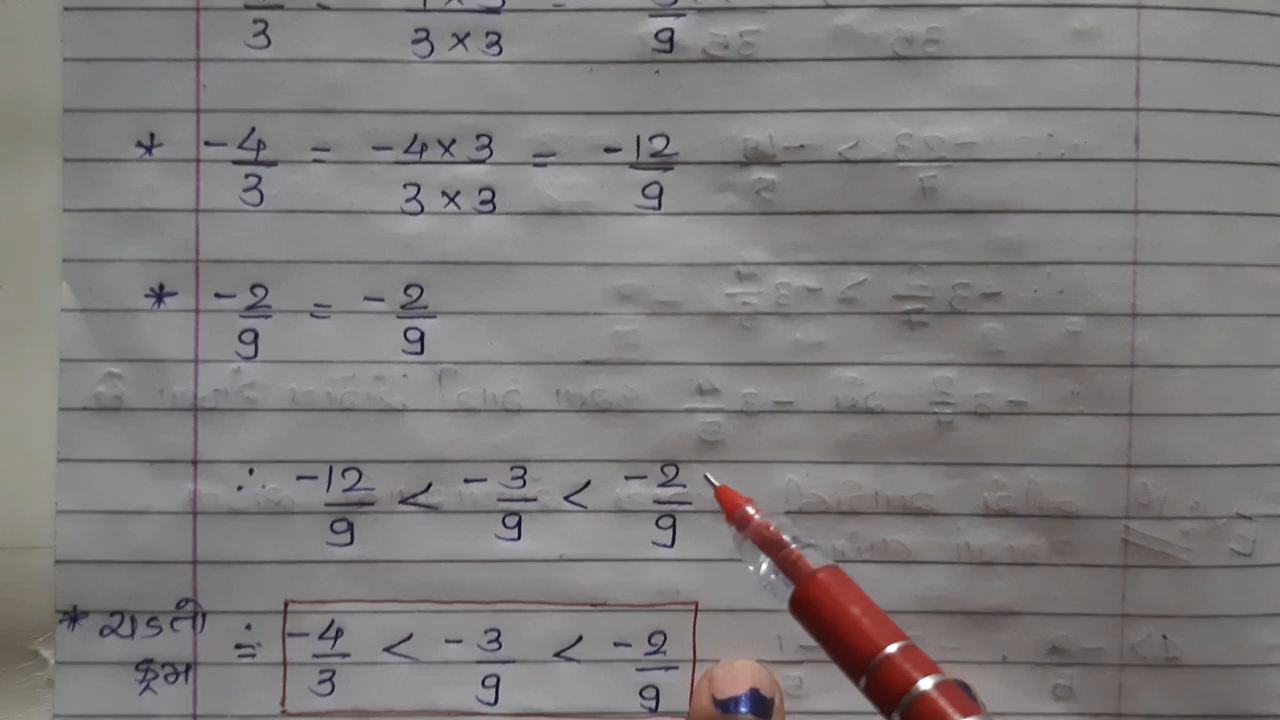 3 3 × 3 9
* -4/3 = -4 × 3/3 × 3 = -12/9
* -2/9 = -2/9
∴ -12/9 < -3/9 < -2/9
* ચડતો ક્રમ ∴ = -4/3 < -3/9 < -2/9